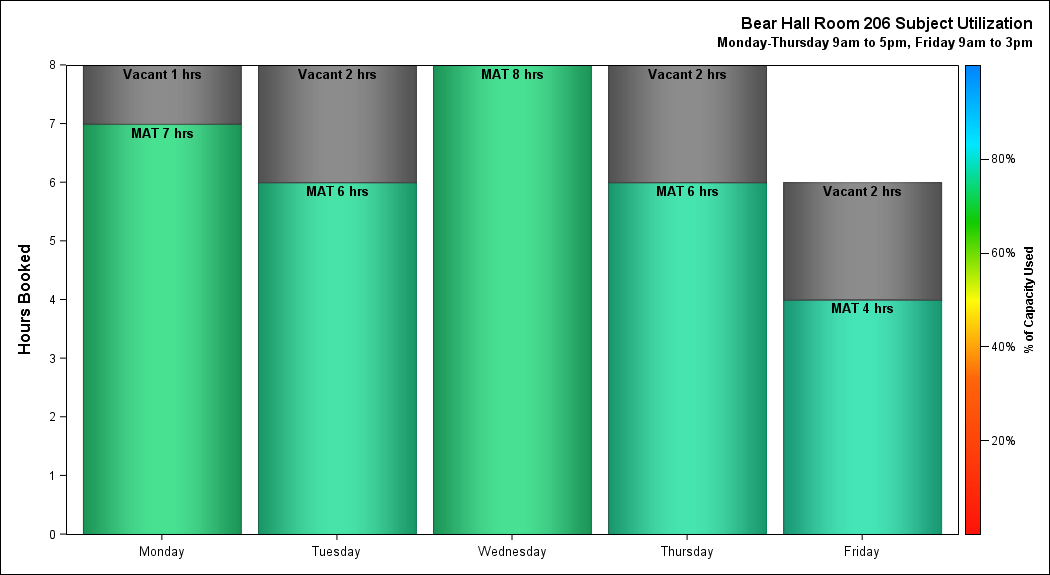 Bear Hall Room 206 Subject Utilization
Monday-Thursday 9am to 5pm, Friday 9am to 3pm
Hours Booked
8
7
6
5
4
3
2
1
0
Vacant 1 hrs
MAT 7 hrs
Vacant 2 hrs
MAT 6 hrs
MAT 8 hrs
Vacant 2 hrs
MAT 6 hrs
Vacant 2 hrs
MAT 4 hrs
Monday
Tuesday
Wednesday
Thursday
Friday
80%
60%
40%
20%
% of Capacity Used